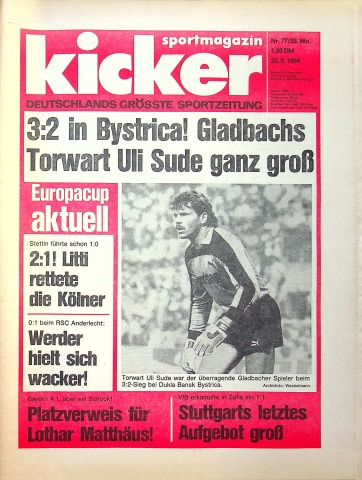 sportmagazin
kicker
Nr. 77/38. Wo.
1,80 DM
20. 9. 1984
DEUTSCHLANDS GRÖSSTE SPORTZEITUNG
3:2 in Bystrica! Gladbachs
Torwart Uli Sude ganz groß
Europacup
aktuell
Stettin führte schon 1:0
2:1! Litti
rettete
die Kölner
0:1 beim RSC Anderlecht:
Werder
hielt sich
wacker!
Torwart Uli Sude war der überragende Gladbacher Spieler beim
3:2-Sieg bei Dukla Bansk Bystrica.
Archivfoto: Weckelmann
Bayern 4:1, aber ein Schock!
Platzverweis für
Lothar Matthäus!
VfB erkämpfte in Sofia ein 1:1
Stuttgarts letztes
Aufgebot groß